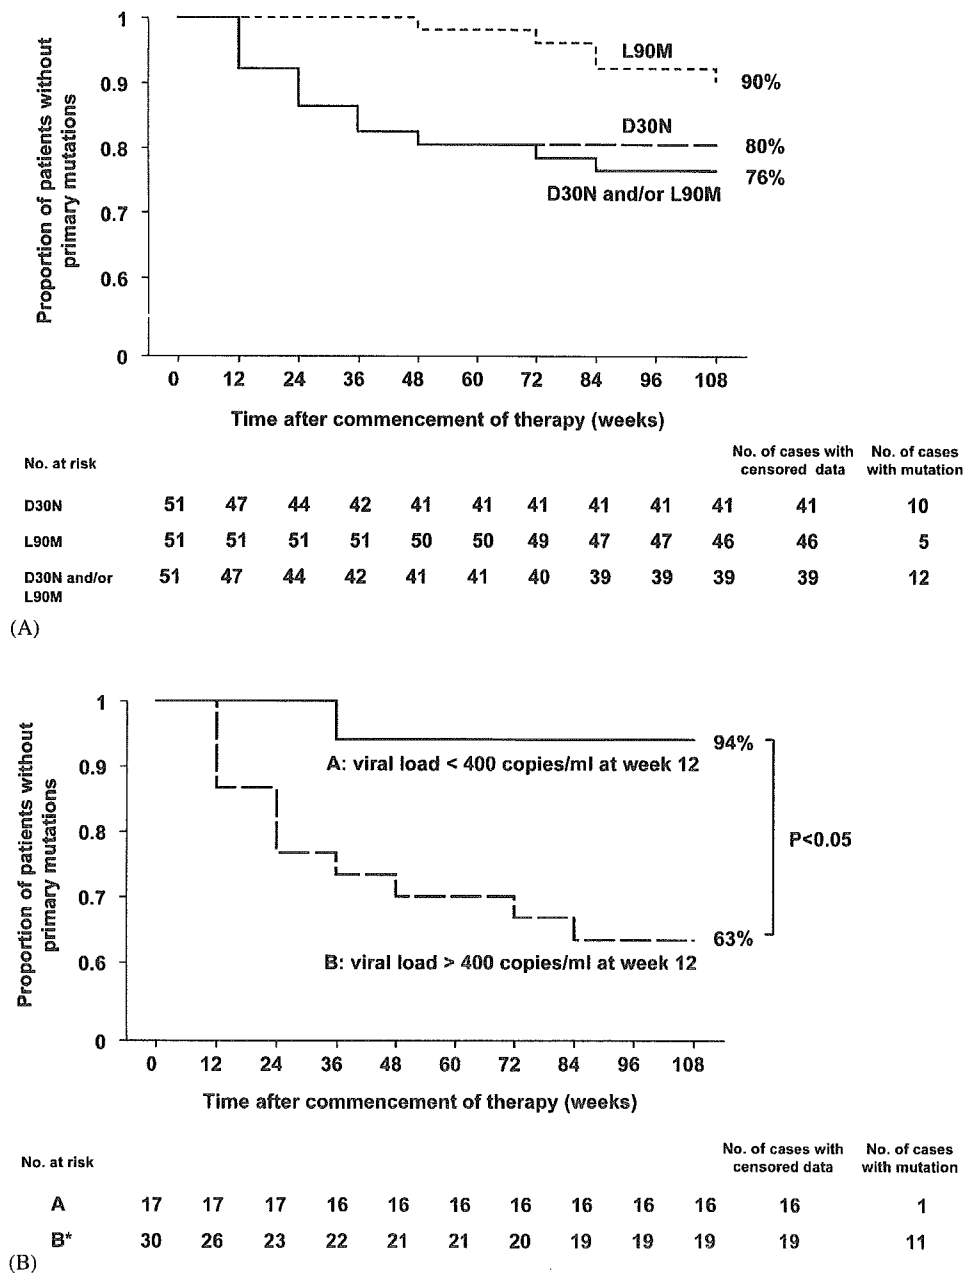 Proportion of patients without
primary mutations
1
0.9
0.8
0.7
0.6
0
L90M
90%
D30N
80%
76%
D30N and/or L90M
0 12 24 36 48 60 72 84 96 108
Time after commencement of therapy (weeks)
No. at risk
No. of cases with
censored data
No. of cases
with mutation
D30N 51 47 44 42 41 41 41 41 41 41 41 10
L90M 51 51 51 51 50 50 49 47 47 46 46 5
D30N and/or
L90M
51 47 44 42 41 41 40 39 39 39 39 12
(A)
Proportion of patients without
primary mutations
1
0.9
0.8
0.7
0.6
0
94%
A: viral load < 400 copies/ml at week 12
P<0.05
63%
B: viral load > 400 copies/ml at week 12
0 12 24 36 48 60 72 84 96 108
Time after commencement of therapy (weeks)
No. at risk
No. of cases with
censored data
No. of cases
with mutation
A 17 17 17 16 16 16 16 16 16 16 16 1
B* 30 26 23 22 21 21 20 19 19 19 19 11
(B)